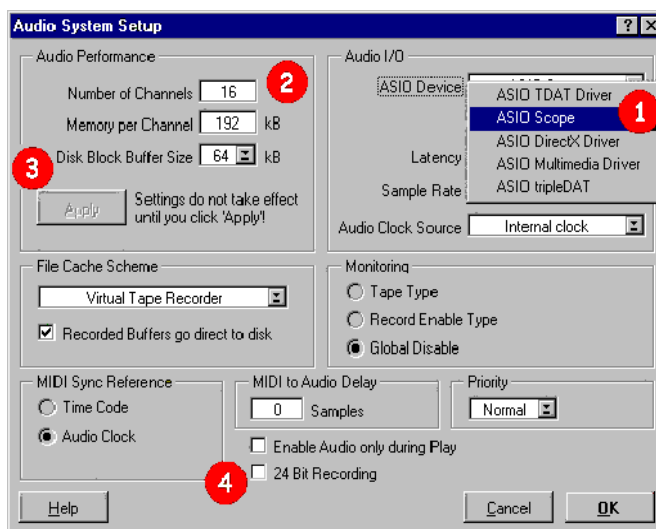 Audio System Setup
Audio Performance
Number of Channels 16
2
Memory per Channel 192 kB
3
Disk Block Buffer Size 64 kB
Apply
Settings do not take effect
until you click 'Apply'!
Audio I/O
ASIO Device
ASIO TDAT Driver
ASIO Scope
1
ASIO DirectX Driver
ASIO Multimedia Driver
ASIO tripleDAT
Latency
Sample Rate
Audio Clock Source Internal clock
File Cache Scheme
Virtual Tape Recorder
Recorded Buffers go direct to disk
Monitoring
Tape Type
Record Enable Type
Global Disable
MIDI Sync Reference
Time Code
Audio Clock
MIDI to Audio Delay
0 Samples
Priority
Normal
Enable Audio only during Play
4
24 Bit Recording
Help
Cancel
OK